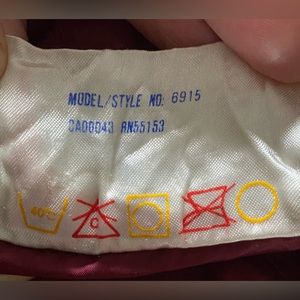 MODEL/STYLE NO. 6915
CA00043 RN55153
40°C
C